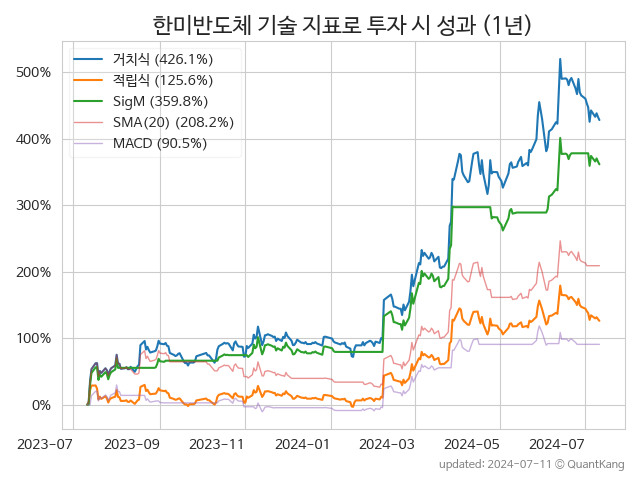 한미반도체 기술 지표로 투자 시 성과 (1년)
거치식 (426.1%)
적립식 (125.6%)
SigM (359.8%)
SMA(20) (208.2%)
MACD (90.5%)
500%
400%
300%
200%
100%
0%
2023-07 2023-09 2023-11 2024-01 2024-03 2024-05 2024-07
updated: 2024-07-11 © QuantKang